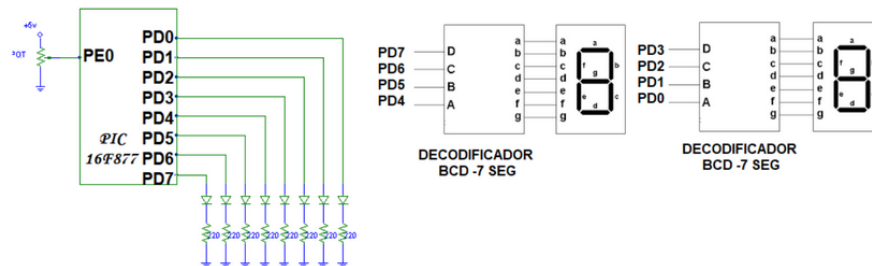 +5v
POT
PE0
PD0
PD1
PD2
PD3
PD4
PD5
PD6
PD7
PIC
16F877
220 220 220 220 220 220 220 220
PD7
PD6
PD5
PD4
D
C
B
A
a
b
c
d
e
f
g
a
f
b
g
e
c
d
DECODIFICADOR
BCD -7 SEG
PD3
PD2
PD1
PD0
D
C
B
A
a
b
c
d
e
f
g
a
f
b
g
e
c
d
DECODIFICADOR
BCD -7 SEG